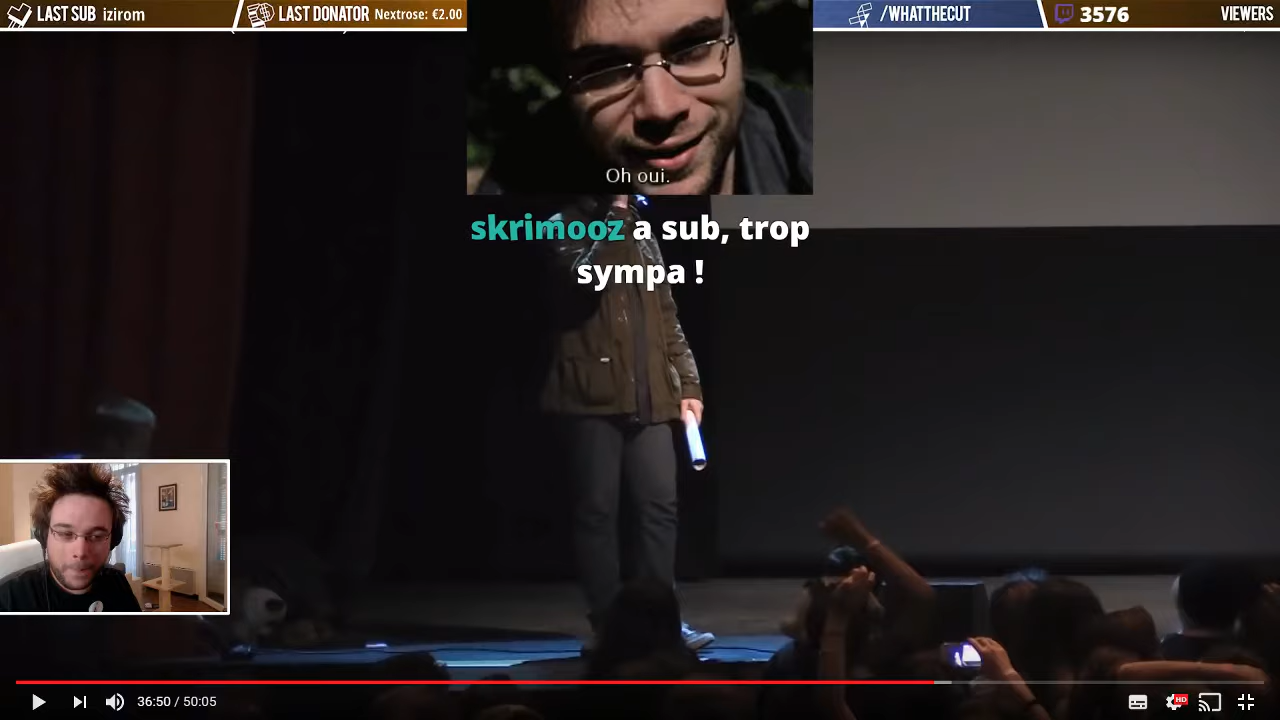 LAST SUB izirom
LAST DONATOR Nextrose: €2.00
/WHATTHECUT
3576
VIEWERS
Oh oui.
skrimooz a sub, trop
sympa !
36:50 / 50:05
HD